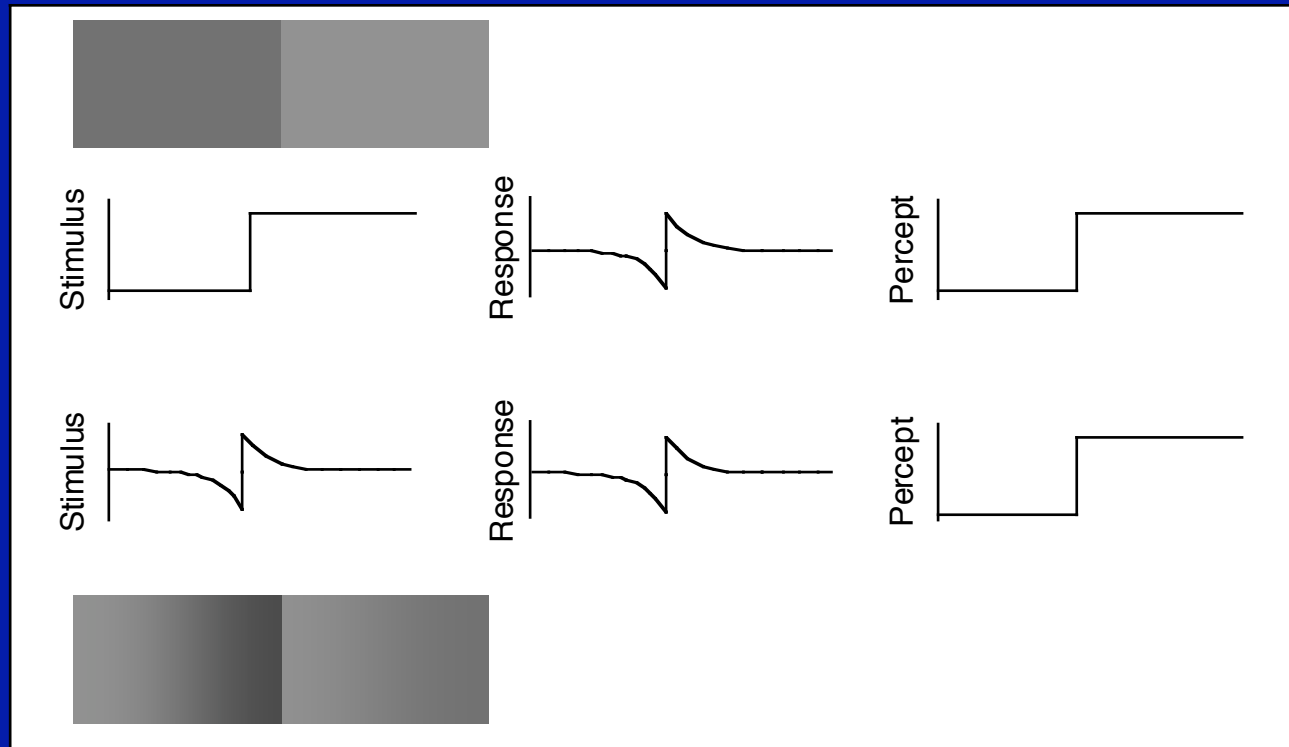 Stimulus
Response
Percept
Stimulus
Response
Percept